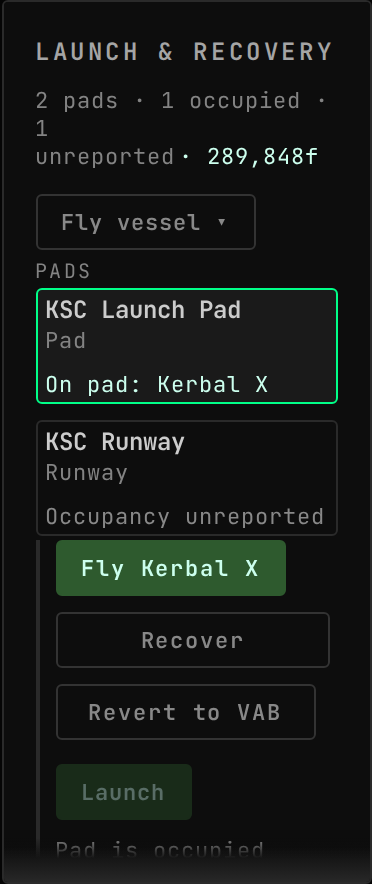 LAUNCH & RECOVERY
2 pads · 1 occupied ·
1
unreported · 289,848f
Fly vessel ▾
PADS
KSC Launch Pad
Pad
On pad: Kerbal X
KSC Runway
Runway
Occupancy unreported
Fly Kerbal X
Recover
Revert to VAB
Launch
Pad is occupied